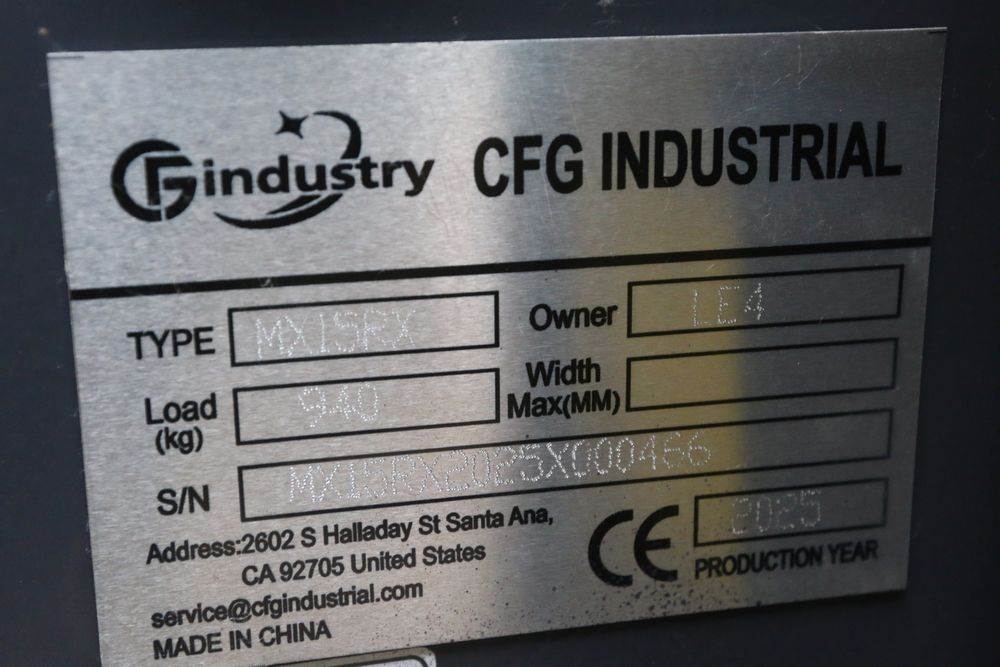 CFindustry CFG INDUSTRIAL
TYPE MX15RX Owner LE4
Load (kg) 940 Width Max(MM)
S/N MX15RX2025X000466
Address:2602 S Halladay St Santa Ana,
CA 92705 United States
service@cfgindustrial.com
MADE IN CHINA
CE 2025
PRODUCTION YEAR